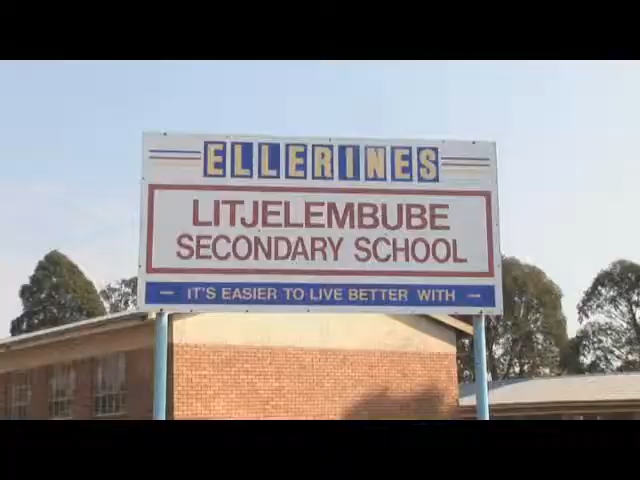 ELLERINES
LITJELEMBUBE
SECONDARY SCHOOL
IT'S EASIER TO LIVE BETTER WITH